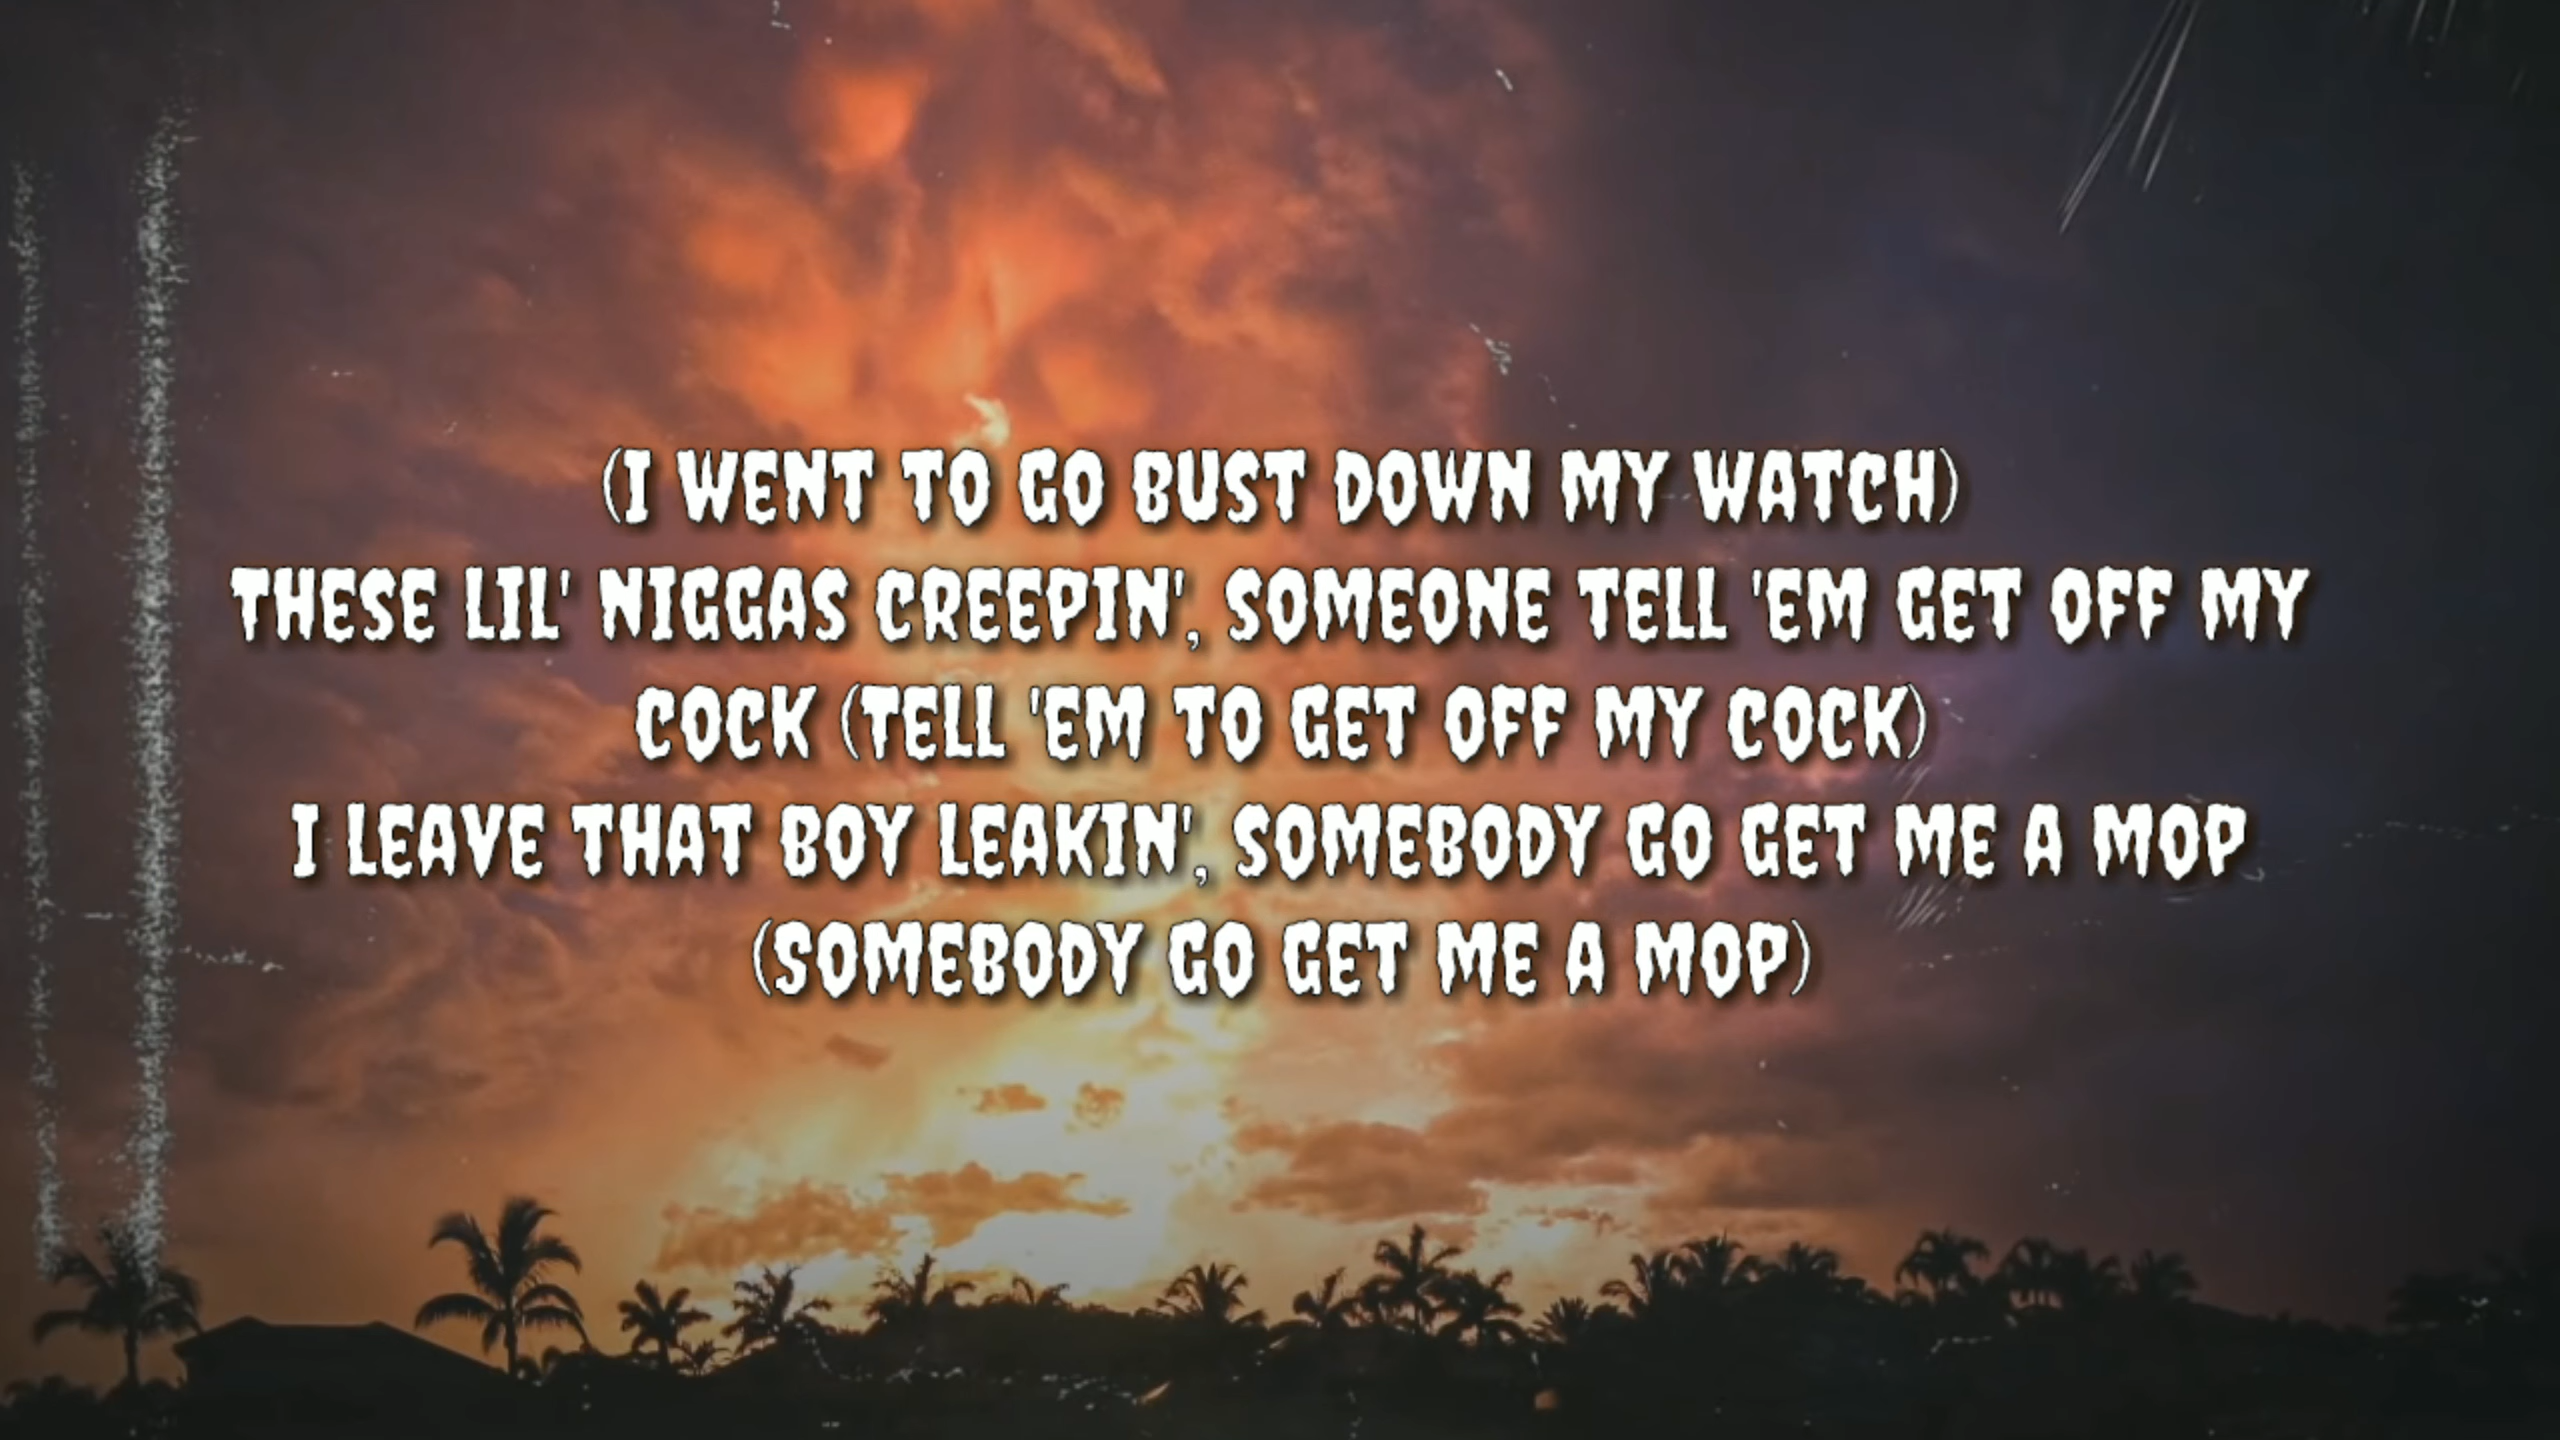 (I WENT TO GO BUST DOWN MY WATCH)
THESE LIL' NIGGAS CREEPIN', SOMEONE TELL 'EM GET OFF MY
COCK (TELL 'EM TO GET OFF MY COCK)
I LEAVE THAT BOY LEAKIN', SOMEBODY GO GET ME A MOP
(SOMEBODY GO GET ME A MOP)